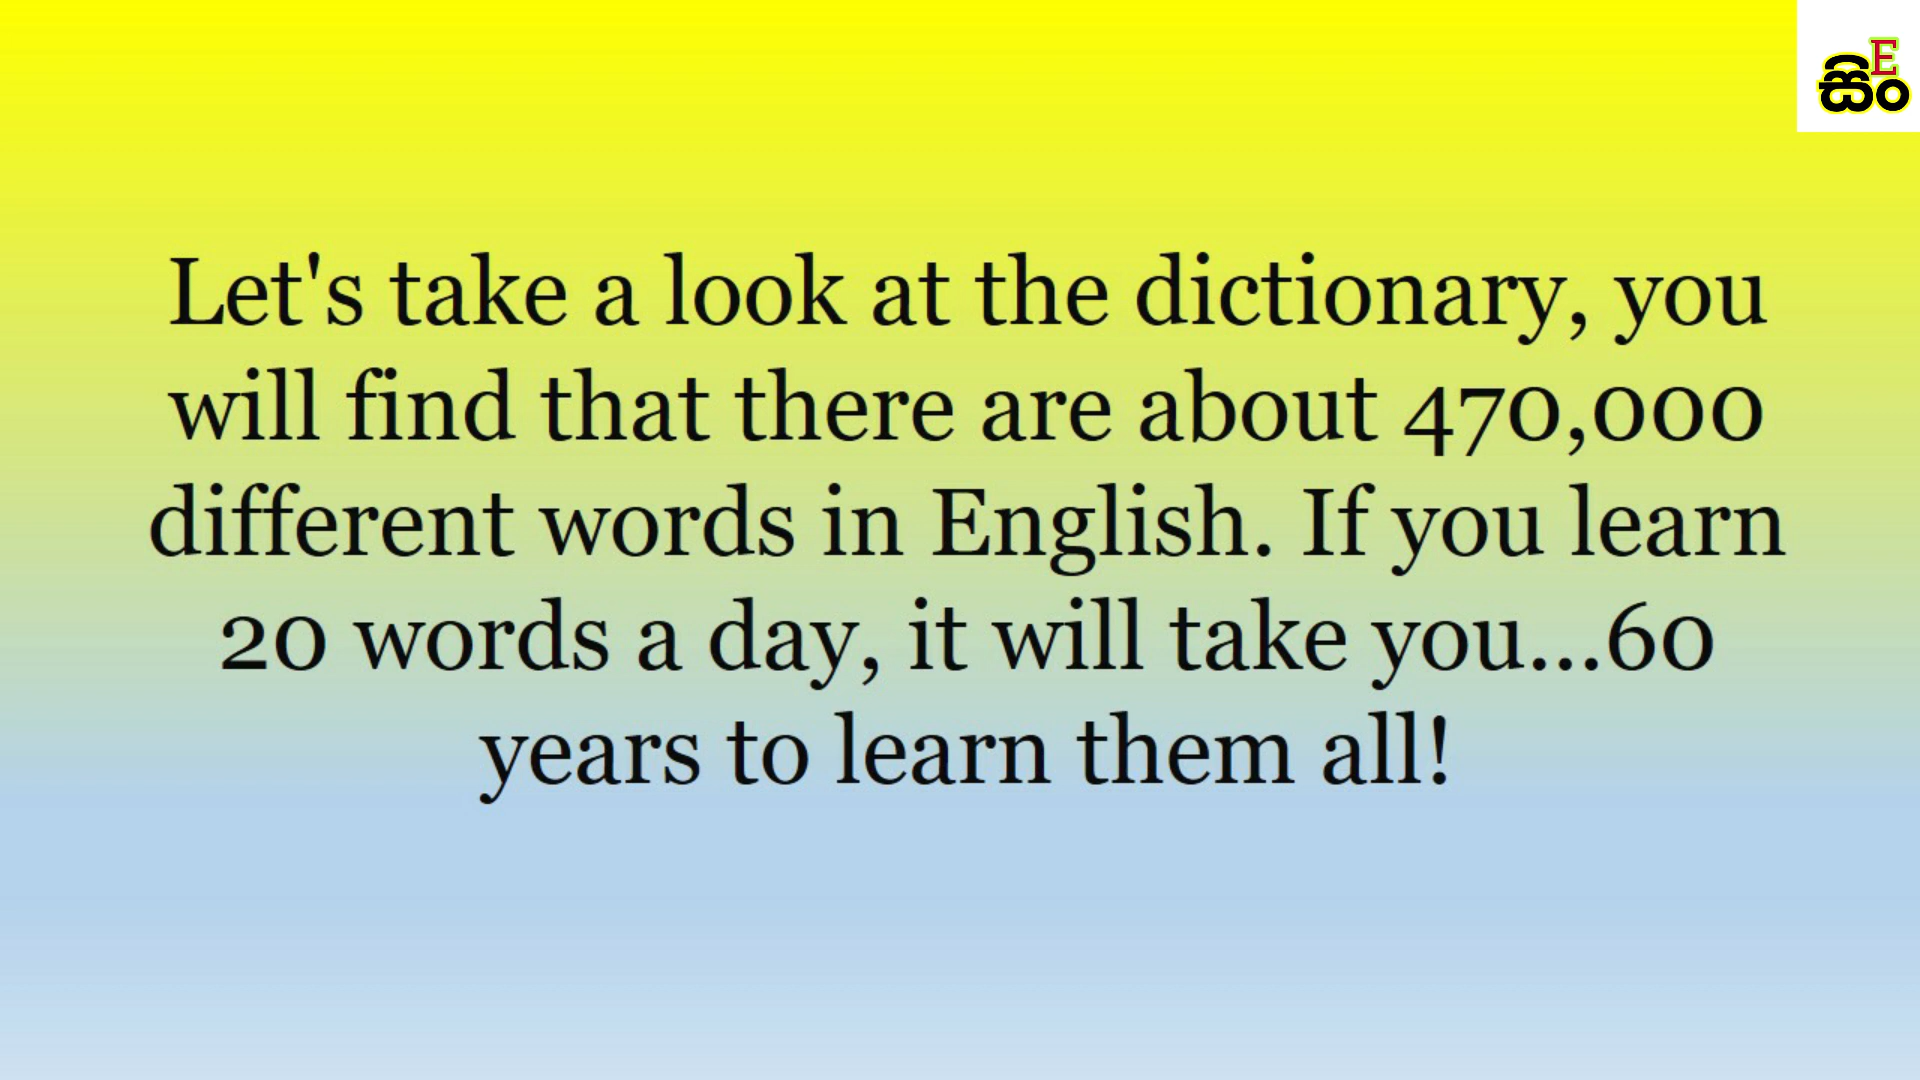 E
සිං
Let's take a look at the dictionary, you
will find that there are about 470,000
different words in English. If you learn
20 words a day, it will take you...60
years to learn them all!